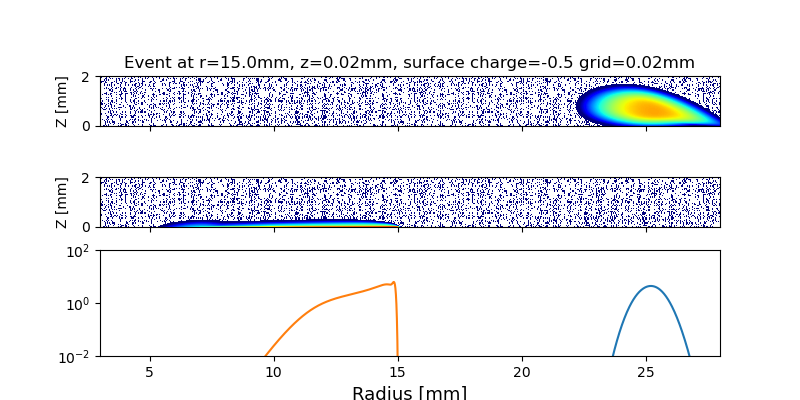 Event at r=15.0mm, z=0.02mm, surface charge=-0.5 grid=0.02mm
2
Z [mm]
0
2
Z [mm]
0
10²
10⁰
10⁻²
5 10 15 20 25
Radius [mm]